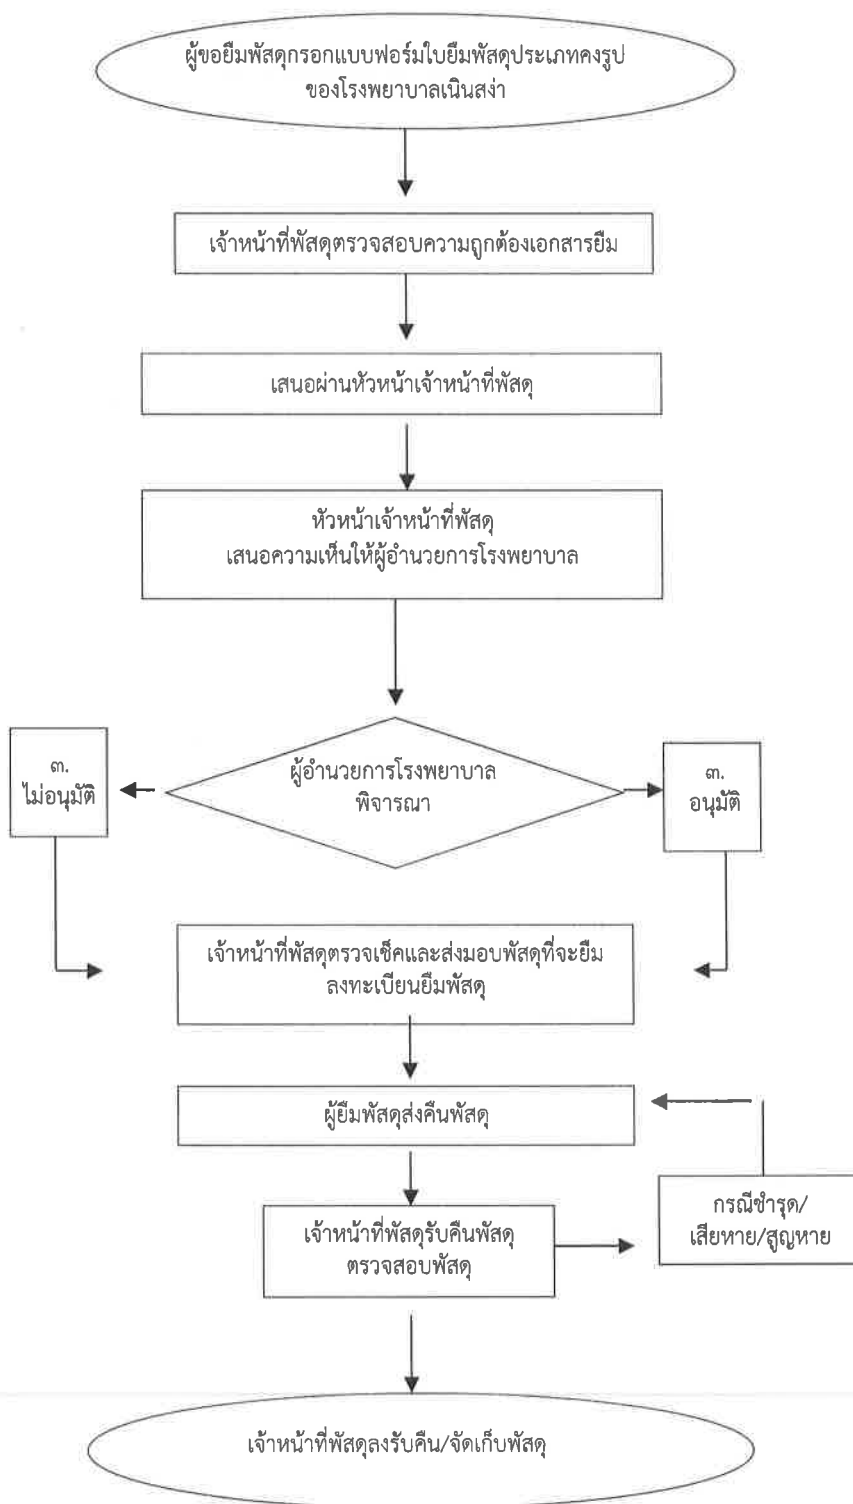 ผู้ขอยืมพัสดุกรอกแบบฟอร์มใบยืมพัสดุประเภทคงรูป
ของโรงพยาบาลเนินสง่า
เจ้าหน้าที่พัสดุตรวจสอบความถูกต้องเอกสารยืม
เสนอผ่านหัวหน้าเจ้าหน้าที่พัสดุ
หัวหน้าเจ้าหน้าที่พัสดุ
เสนอความเห็นให้ผู้อำนวยการโรงพยาบาล
๓.
ไม่อนุมัติ
ผู้อำนวยการโรงพยาบาล
พิจารณา
๓.
อนุมัติ
เจ้าหน้าที่พัสดุตรวจเช็คและส่งมอบพัสดุที่จะยืม
ลงทะเบียนยืมพัสดุ
ผู้ยืมพัสดุส่งคืนพัสดุ
กรณีชำรุด/
เสียหาย/สูญหาย
เจ้าหน้าที่พัสดุรับคืนพัสดุ
ตรวจสอบพัสดุ
เจ้าหน้าที่พัสดุลงรับคืน/จัดเก็บพัสดุ